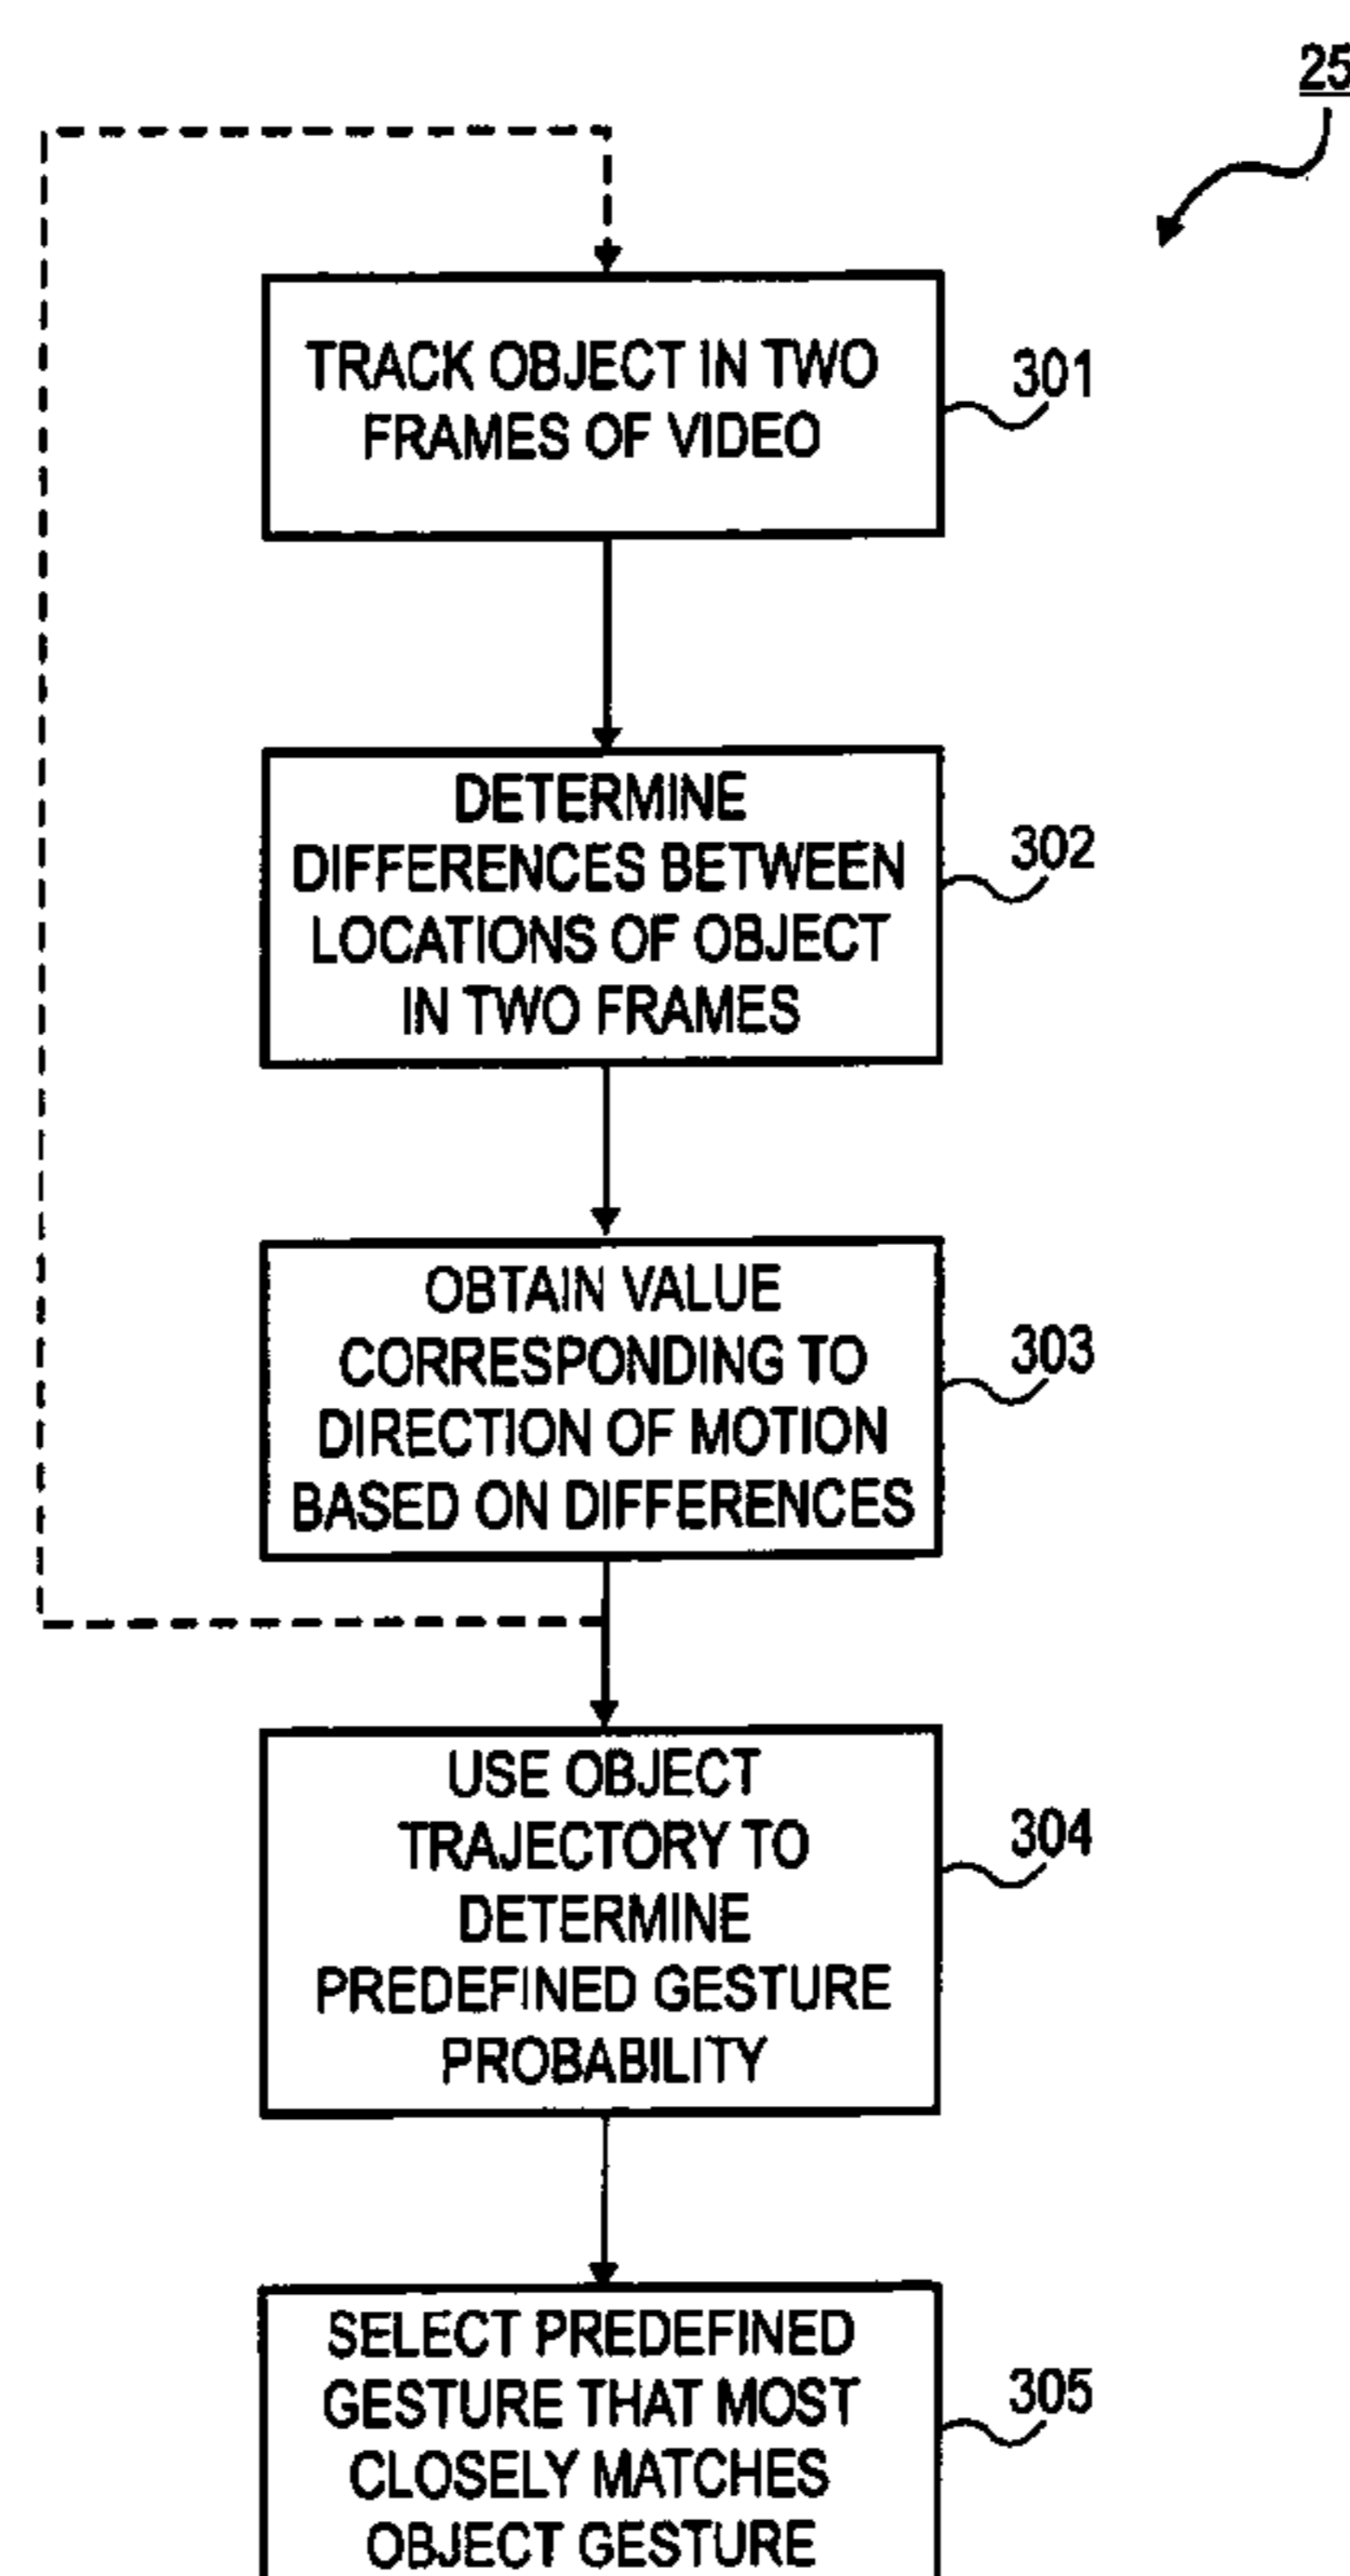 25
TRACK OBJECT IN TWO
FRAMES OF VIDEO
301
DETERMINE
DIFFERENCES BETWEEN
LOCATIONS OF OBJECT
IN TWO FRAMES
302
OBTAIN VALUE
CORRESPONDING TO
DIRECTION OF MOTION
BASED ON DIFFERENCES
303
USE OBJECT
TRAJECTORY TO
DETERMINE
PREDEFINED GESTURE
PROBABILITY
304
SELECT PREDEFINED
GESTURE THAT MOST
CLOSELY MATCHES
OBJECT GESTURE
305